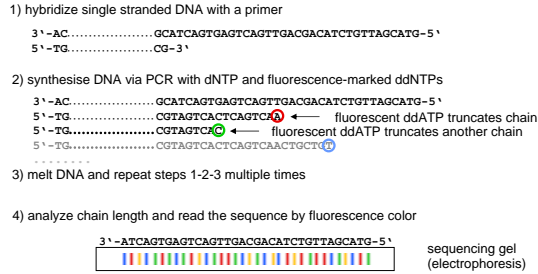 1) hybridize single stranded DNA with a primer
3‵-AC....................GCATCAGTGAGTCAGTTGACGACATCTGTTAGCATG-5‵
5‵-TG....................CG-3‵
2) synthesise DNA via PCR with dNTP and fluorescence-marked ddNTPs
3‵-AC....................GCATCAGTGAGTCAGTTGACGACATCTGTTAGCATG-5‵
5‵-TG....................CGTAGTCACTCAGTCAA fluorescent ddATP truncates chain
5‵-TG....................CGTAGTCAC fluorescent ddATP truncates another chain
5‵-TG....................CGTAGTCACTCAGTCAACTGCTGT
........
3) melt DNA and repeat steps 1-2-3 multiple times
4) analyze chain length and read the sequence by fluorescence color
3‵-ATCAGTGAGTCAGTTGACGACATCTGTTAGCATG-5‵
sequencing gel
(electrophoresis)